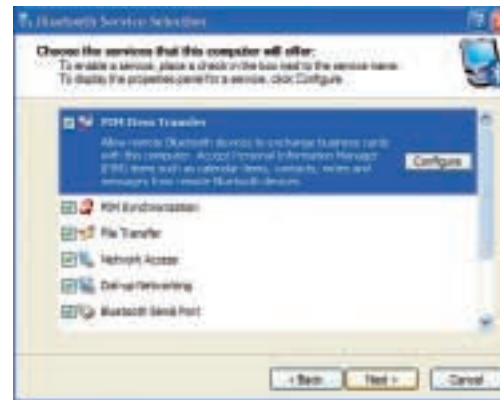 Bluetooth Service Selection
Choose the services that this computer will offer:
To enable a service, place a check in the box next to the service name.
To display the properties panel for a service, click Configure.
PIM Item Transfer
Allow remote Bluetooth devices to exchange business cards
with this computer. Accept Personal Information Manager
(PIM) items such as calendar items, contacts, notes and
messages from remote Bluetooth devices.
Configure
PIM Synchronization
File Transfer
Network Access
Dial-up Networking
Bluetooth Serial Port
< Back
Next >
Cancel